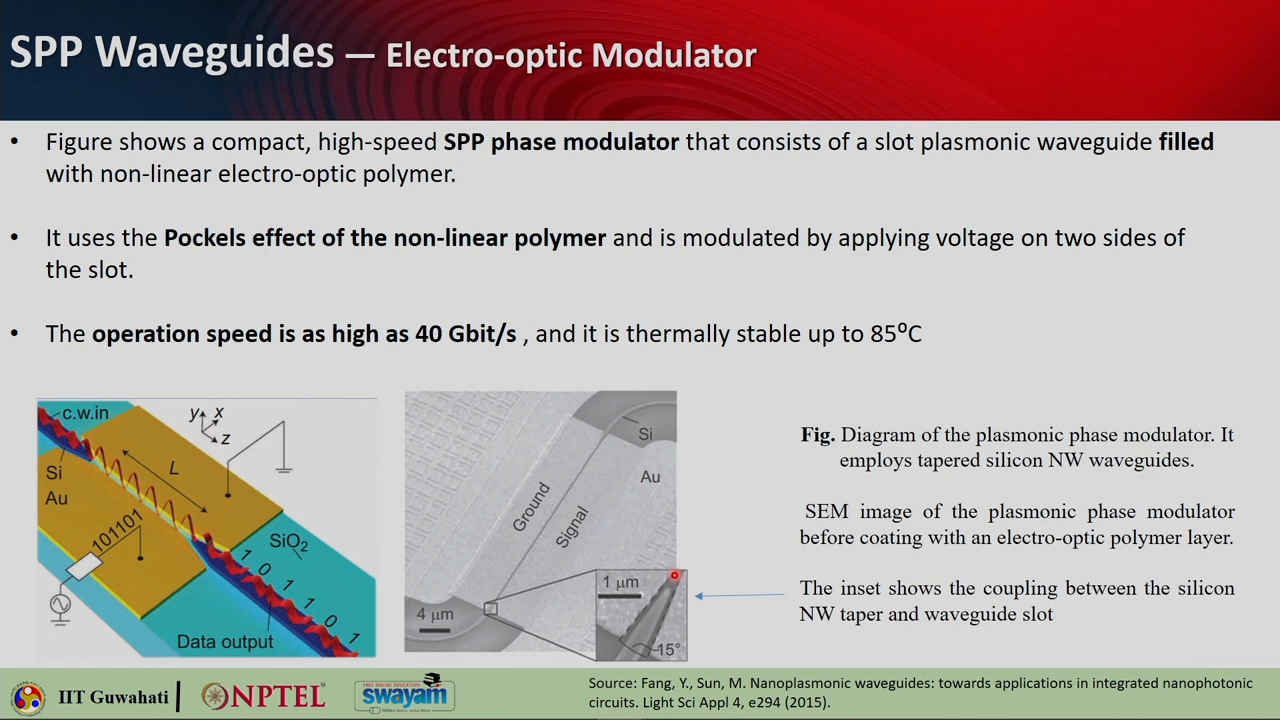 SPP Waveguides — Electro-optic Modulator
• Figure shows a compact, high-speed SPP phase modulator that consists of a slot plasmonic waveguide filled
with non-linear electro-optic polymer.
• It uses the Pockels effect of the non-linear polymer and is modulated by applying voltage on two sides of
the slot.
• The operation speed is as high as 40 Gbit/s , and it is thermally stable up to 85⁰C
c.w.in
y x
z
L
Si
Au
101101
SiO₂
1 0 1 1 0 1
Data output
Si
Au
Ground
Signal
4 μm
1 μm
15°
Fig. Diagram of the plasmonic phase modulator. It
employs tapered silicon NW waveguides.
SEM image of the plasmonic phase modulator
before coating with an electro-optic polymer layer.
The inset shows the coupling between the silicon
NW taper and waveguide slot
IIT Guwahati
NPTEL
FREE ONLINE EDUCATION
swayam
Source: Fang, Y., Sun, M. Nanoplasmonic waveguides: towards applications in integrated nanophotonic
circuits. Light Sci Appl 4, e294 (2015).